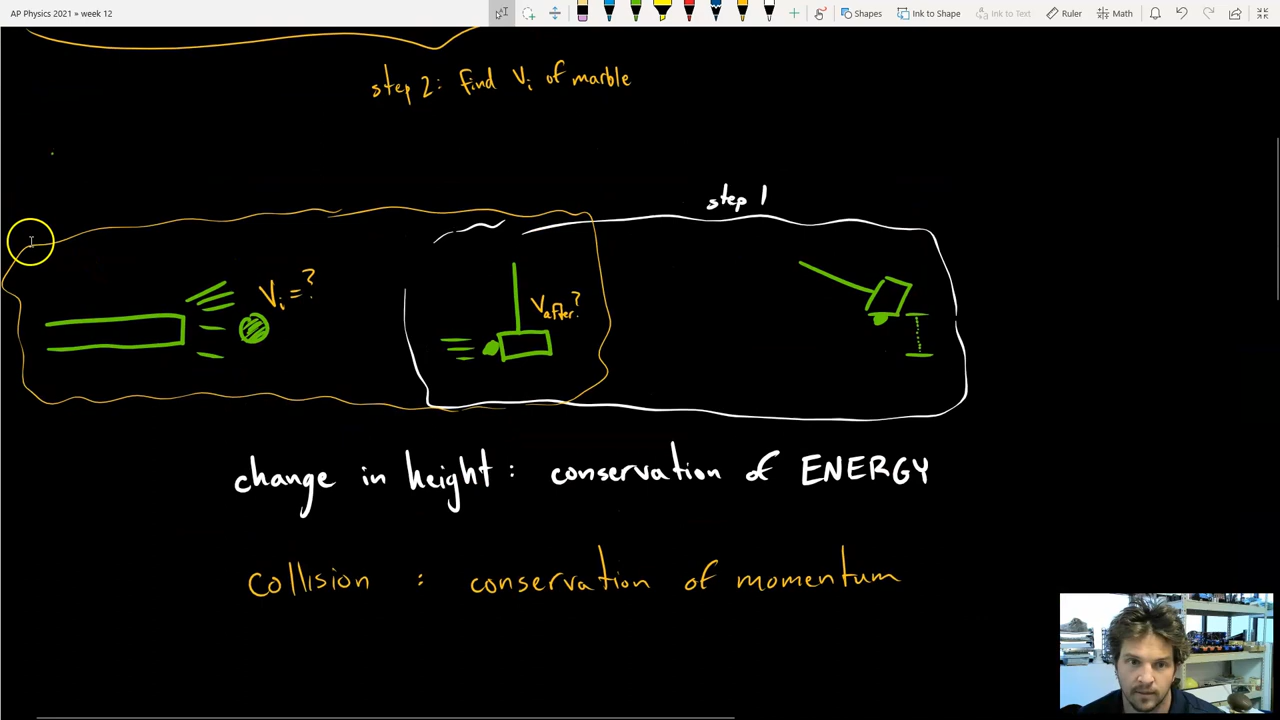 AP Physics 2021 » week 12
Shapes
Ink to Shape
Ink to Text
Ruler
Math
step 2: find Vi of marble
step 1
Vi = ?
Vafter?
change in height: conservation of ENERGY
collision : conservation of momentum